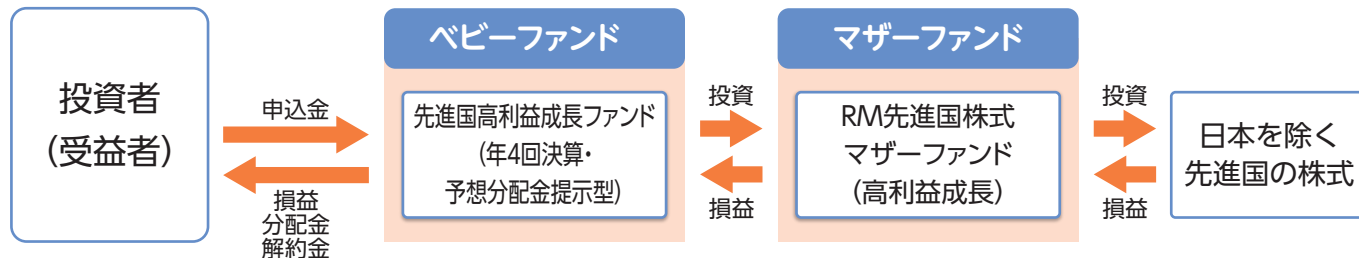 投資者
(受益者)
申込金
損益
分配金
解約金
ベビーファンド
先進国高利益成長ファンド
(年4回決算・
予想分配金提示型)
投資
損益
マザーファンド
RM先進国株式
マザーファンド
(高利益成長)
投資
損益
日本を除く
先進国の株式